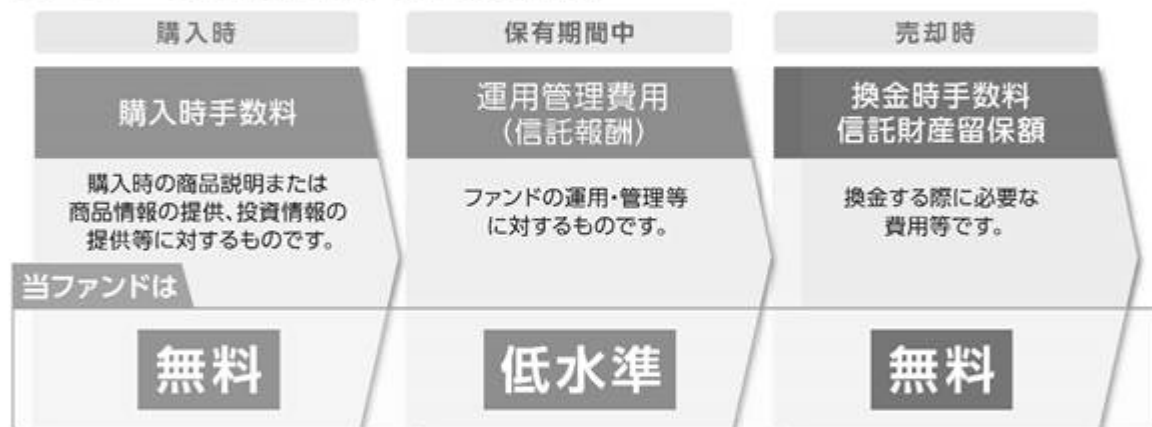 購入時
保有期間中
売却時
購入時手数料
運用管理費用
(信託報酬)
換金時手数料
信託財産留保額
購入時の商品説明または
商品情報の提供、投資情報の
提供等に対するものです。
ファンドの運用・管理等
に対するものです。
換金する際に必要な
費用等です。
当ファンドは
無料
低水準
無料